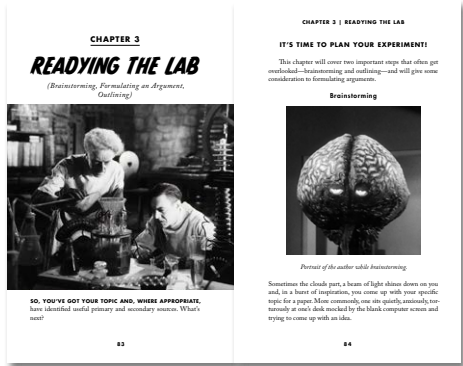 CHAPTER 3
READYING THE LAB
(Brainstorming, Formulating an Argument,
Outlining)
SO, YOU'VE GOT YOUR TOPIC AND, WHERE APPROPRIATE,
have identified useful primary and secondary sources. What's
next?
83
CHAPTER 3 | READYING THE LAB
IT'S TIME TO PLAN YOUR EXPERIMENT!
This chapter will cover two important steps that often get
overlooked—brainstorming and outlining—and will give some
consideration to formulating arguments.
Brainstorming
Portrait of the author while brainstorming.
Sometimes the clouds part, a beam of light shines down on you
and, in a burst of inspiration, you come up with your specific
topic for a paper. More commonly, one sits quietly, anxiously, tor-
turously at one's desk mocked by the blank computer screen and
trying to come up with an idea.
84